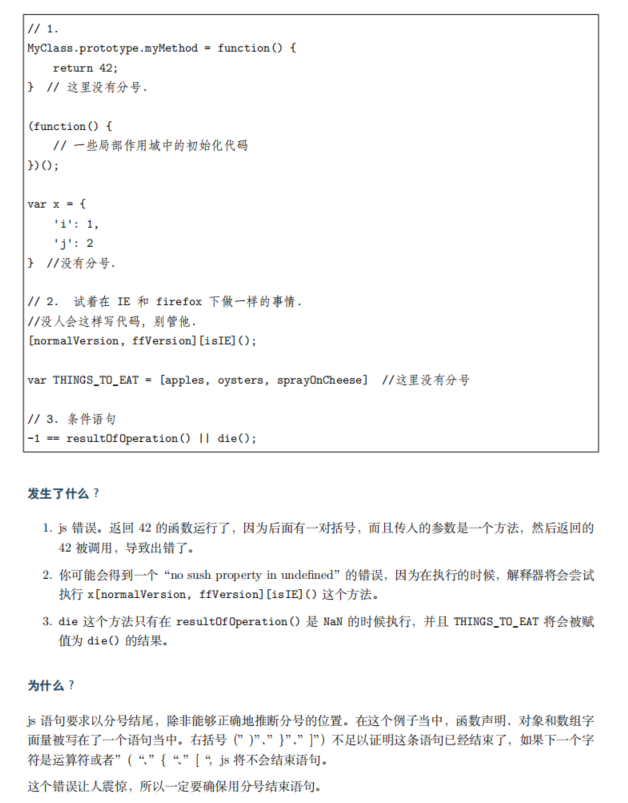 // 1.
MyClass.prototype.myMethod = function() {
    return 42;
}  // 这里没有分号.
(function() {
    // 一些局部作用域中的初始化代码
})();
var x = {
    'i': 1,
    'j': 2
}  //没有分号.
// 2.  试着在 IE 和 firefox 下做一样的事情.
//没人会这样写代码, 别管他.
[normalVersion, ffVersion][isIE]();
var THINGS_TO_EAT = [apples, oysters, sprayOnCheese]  //这里没有分号
// 3. 条件语句
-1 == resultOfOperation() || die();
发生了什么?
1. js 错误。返回 42 的函数运行了，因为后面有一对括号，而且传入的参数是一个方法，然后返回的
42 被调用，导致出错了。
2. 你可能会得到一个 “no sush property in undefined” 的错误，因为在执行的时候，解释器将会尝试
执行 x[normalVersion, ffVersion][isIE]() 这个方法。
3. die 这个方法只有在 resultOfOperation() 是 NaN 的时候执行，并且 THINGS_TO_EAT 将会被赋
值为 die() 的结果。
为什么?
js 语句要求以分号结尾，除非能够正确地推断分号的位置。在这个例子当中，函数声明、对象和数组字
面量被写在了一个语句当中。右括号 (” )”、” }”、” ]”) 不足以证明这条语句已经结束了，如果下一个字
符是运算符或者” ( “、” { “、” [ “, js 将不会结束语句。
这个错误让人震惊，所以一定要确保用分号结束语句。